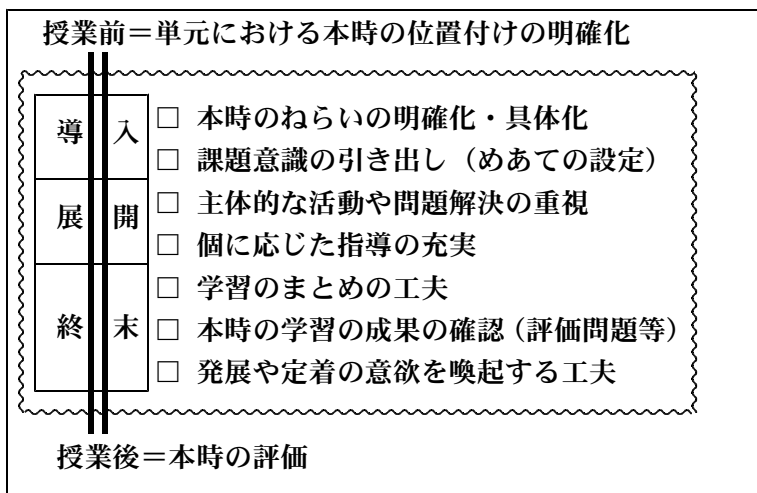 授業前=単元における本時の位置付けの明確化
導入
□ 本時のねらいの明確化・具体化
□ 課題意識の引き出し(めあての設定)
展開
□ 主体的な活動や問題解決の重視
□ 個に応じた指導の充実
終末
□ 学習のまとめの工夫
□ 本時の学習の成果の確認(評価問題等)
□ 発展や定着の意欲を喚起する工夫
授業後=本時の評価